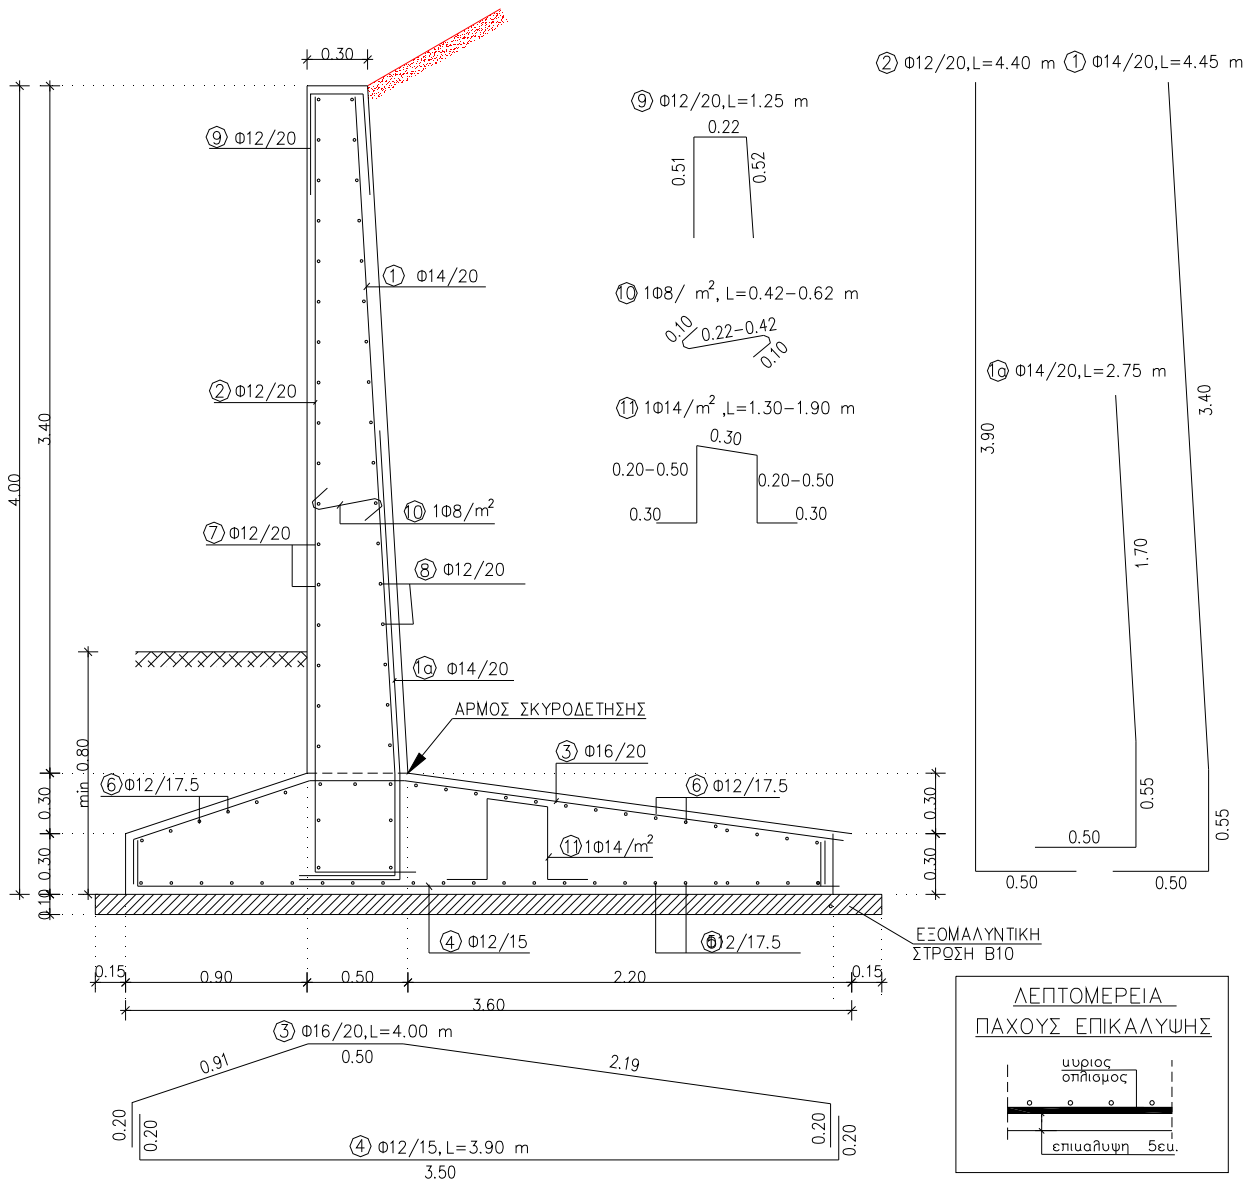 0.30
② Φ12/20,L=4.40 m
① Φ14/20,L=4.45 m
⑨ Φ12/20,L=1.25 m
0.22
⑨ Φ12/20
0.51
0.52
① Φ14/20
⑩ 1Φ8/ m², L=0.42-0.62 m
0.10
0.22-0.42
0.10
1a Φ14/20,L=2.75 m
② Φ12/20
3.40
⑪ 1Φ14/m² ,L=1.30-1.90 m
0.30
0.20-0.50
0.20-0.50
0.30
0.30
3.90
3.40
4.00
⑩ 1Φ8/m²
⑦ Φ12/20
⑧ Φ12/20
1.70
1a Φ14/20
ΑΡΜΟΣ ΣΚΥΡΟΔΕΤΗΣΗΣ
③ Φ16/20
min 0.80
⑥ Φ12/17.5
⑥ Φ12/17.5
0.30
0.30
0.55
0.55
0.50
⑪ 1Φ14/m²
0.30
0.30
0.50
0.50
0.10
④ Φ12/15
Φ12/17.5
ΕΞΟΜΑΛΥΝΤΙΚΗ
ΣΤΡΩΣΗ Β10
0.15
0.90
0.50
2.20
0.15
3.60
③ Φ16/20,L=4.00 m
0.91
0.50
2.19
0.20
0.20
0.20
0.20
④ Φ12/15,L=3.90 m
3.50
ΛΕΠΤΟΜΕΡΕΙΑ
ΠΑΧΟΥΣ ΕΠΙΚΑΛΥΨΗΣ
κυριος
οπλισμος
επικαλυψη 5εκ.